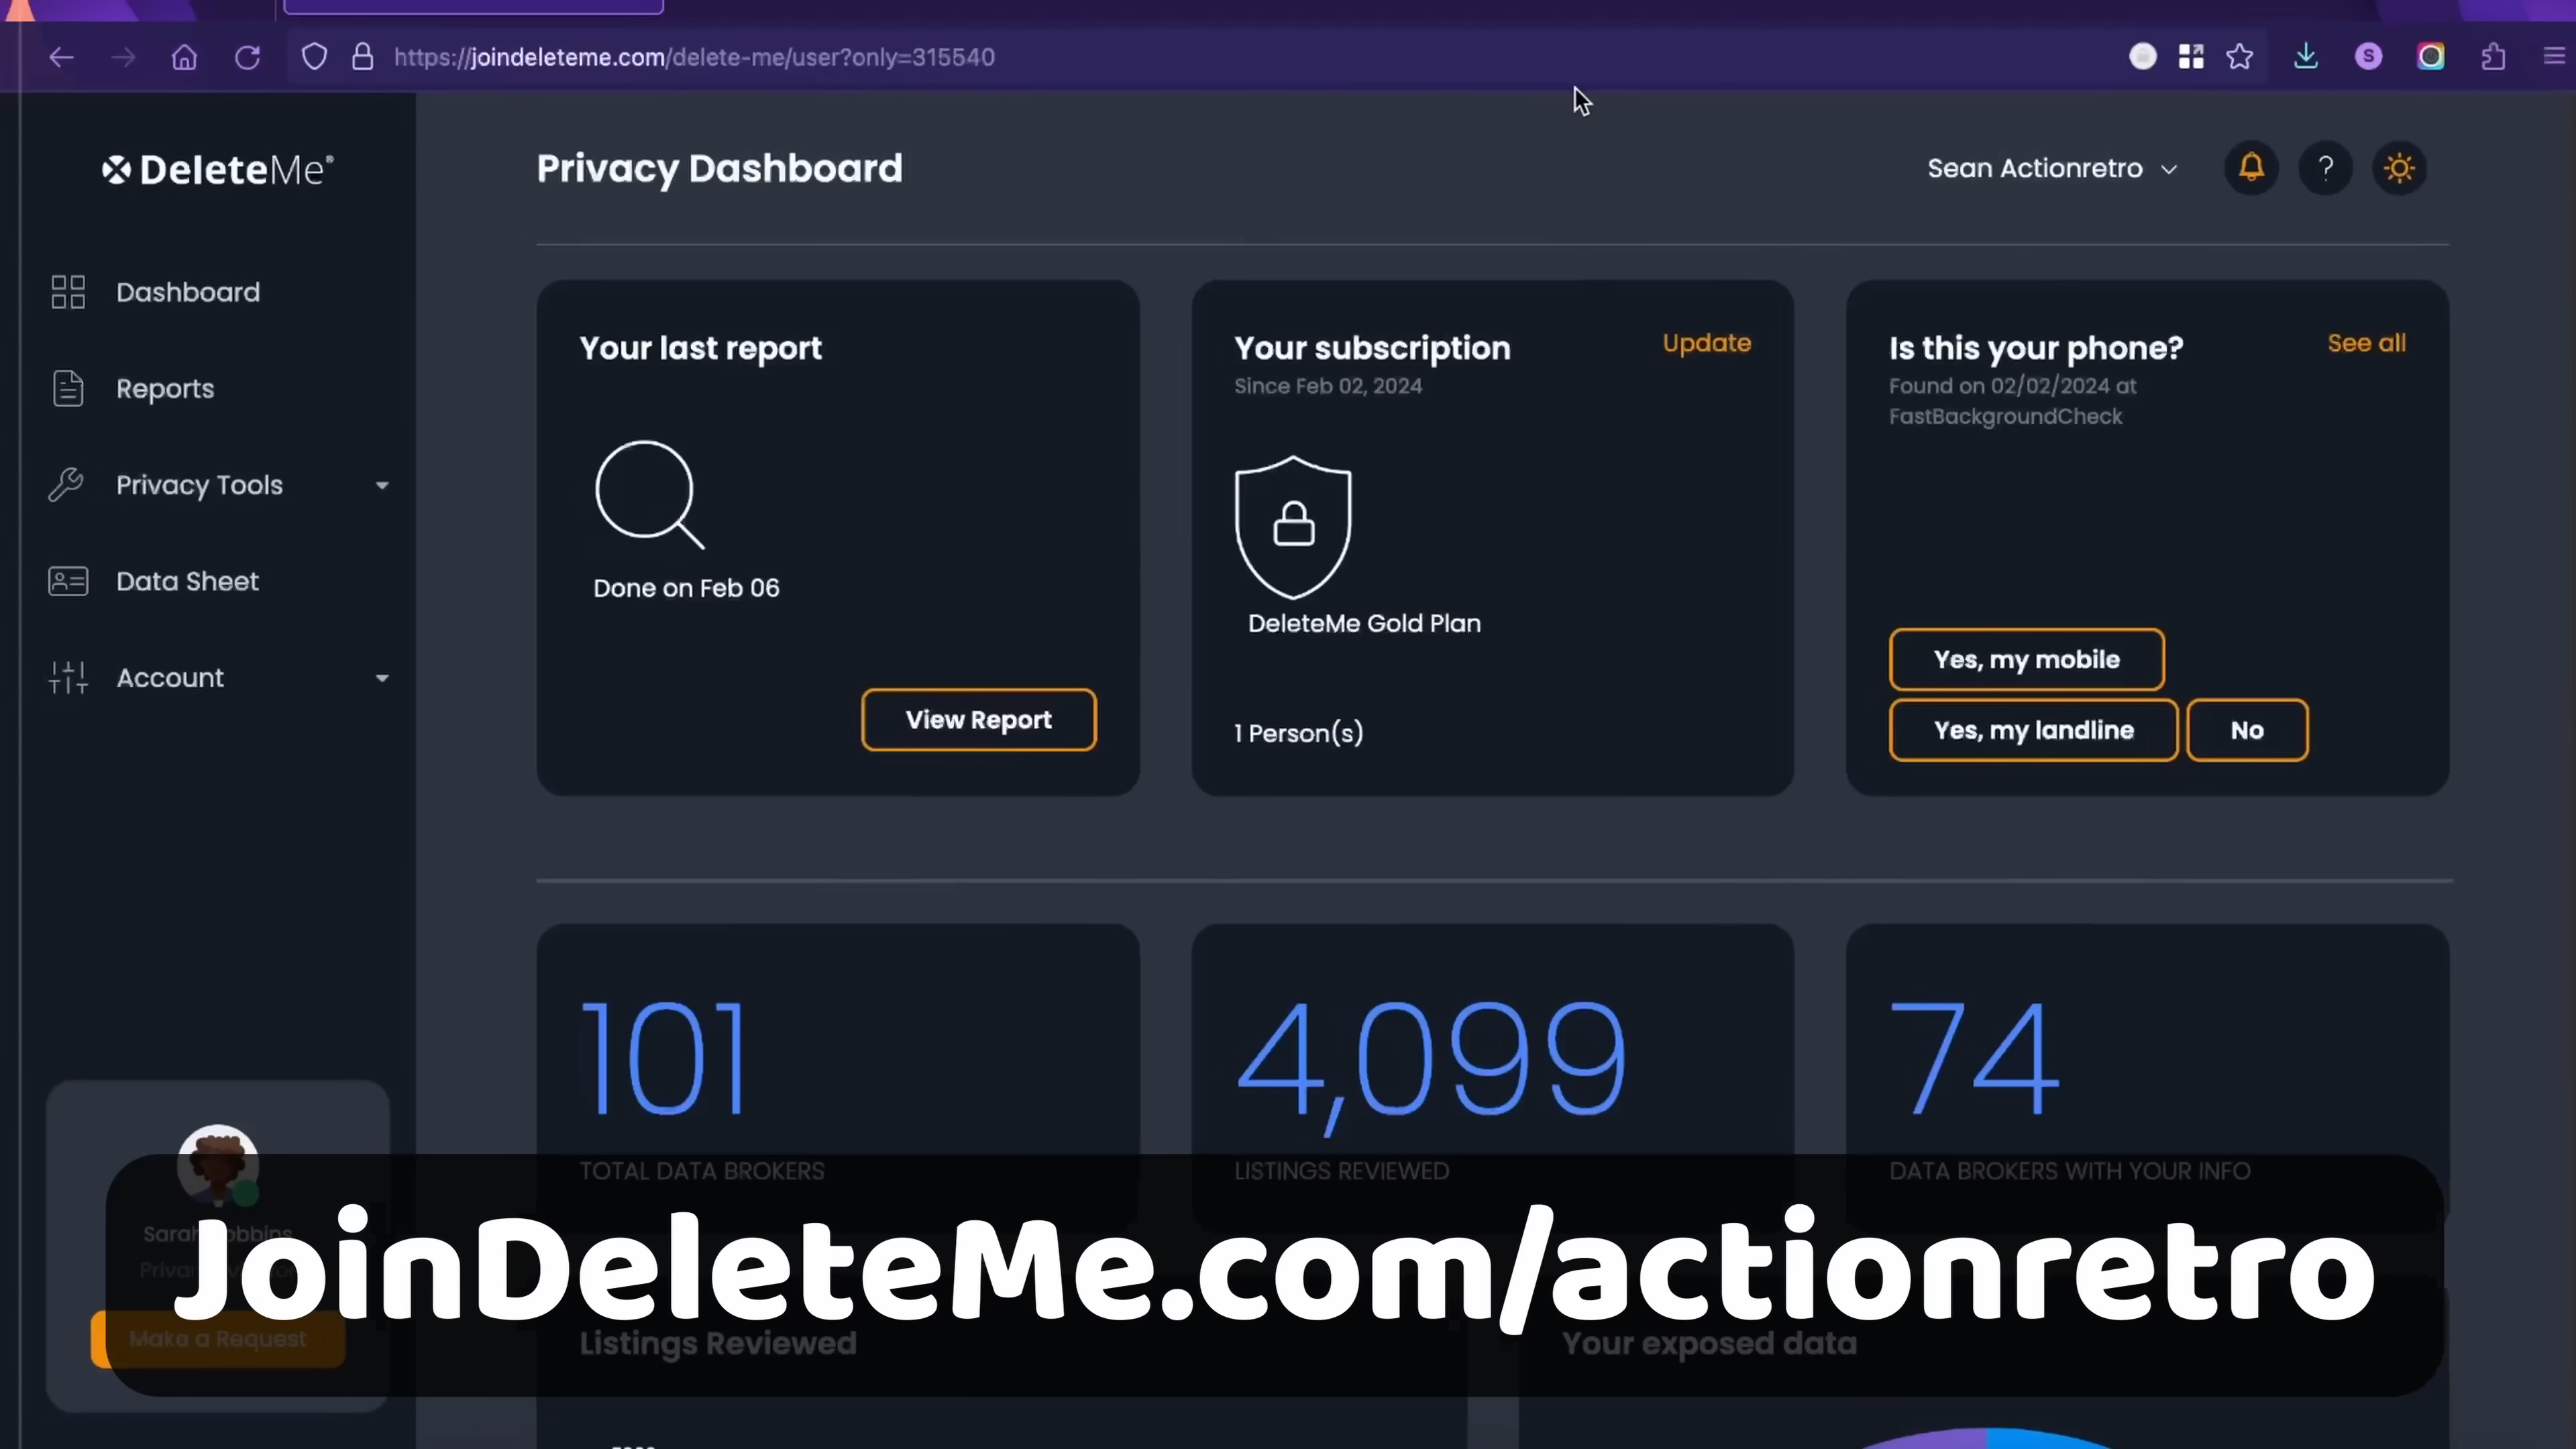 https://joindeleteme.com/delete-me/user?only=315540
DeleteMe®
Privacy Dashboard
Sean Actionretro
Dashboard
Reports
Privacy Tools
Data Sheet
Account
Your last report
Done on Feb 06
View Report
Your subscription
Update
Since Feb 02, 2024
DeleteMe Gold Plan
1 Person(s)
Is this your phone?
See all
Found on 02/02/2024 at
FastBackgroundCheck
Yes, my mobile
Yes, my landline
No
101
TOTAL DATA BROKERS
4,099
LISTINGS REVIEWED
74
DATA BROKERS WITH YOUR INFO
JoinDeleteMe.com/actionretro
Make a Request
Listings Reviewed
Your exposed data